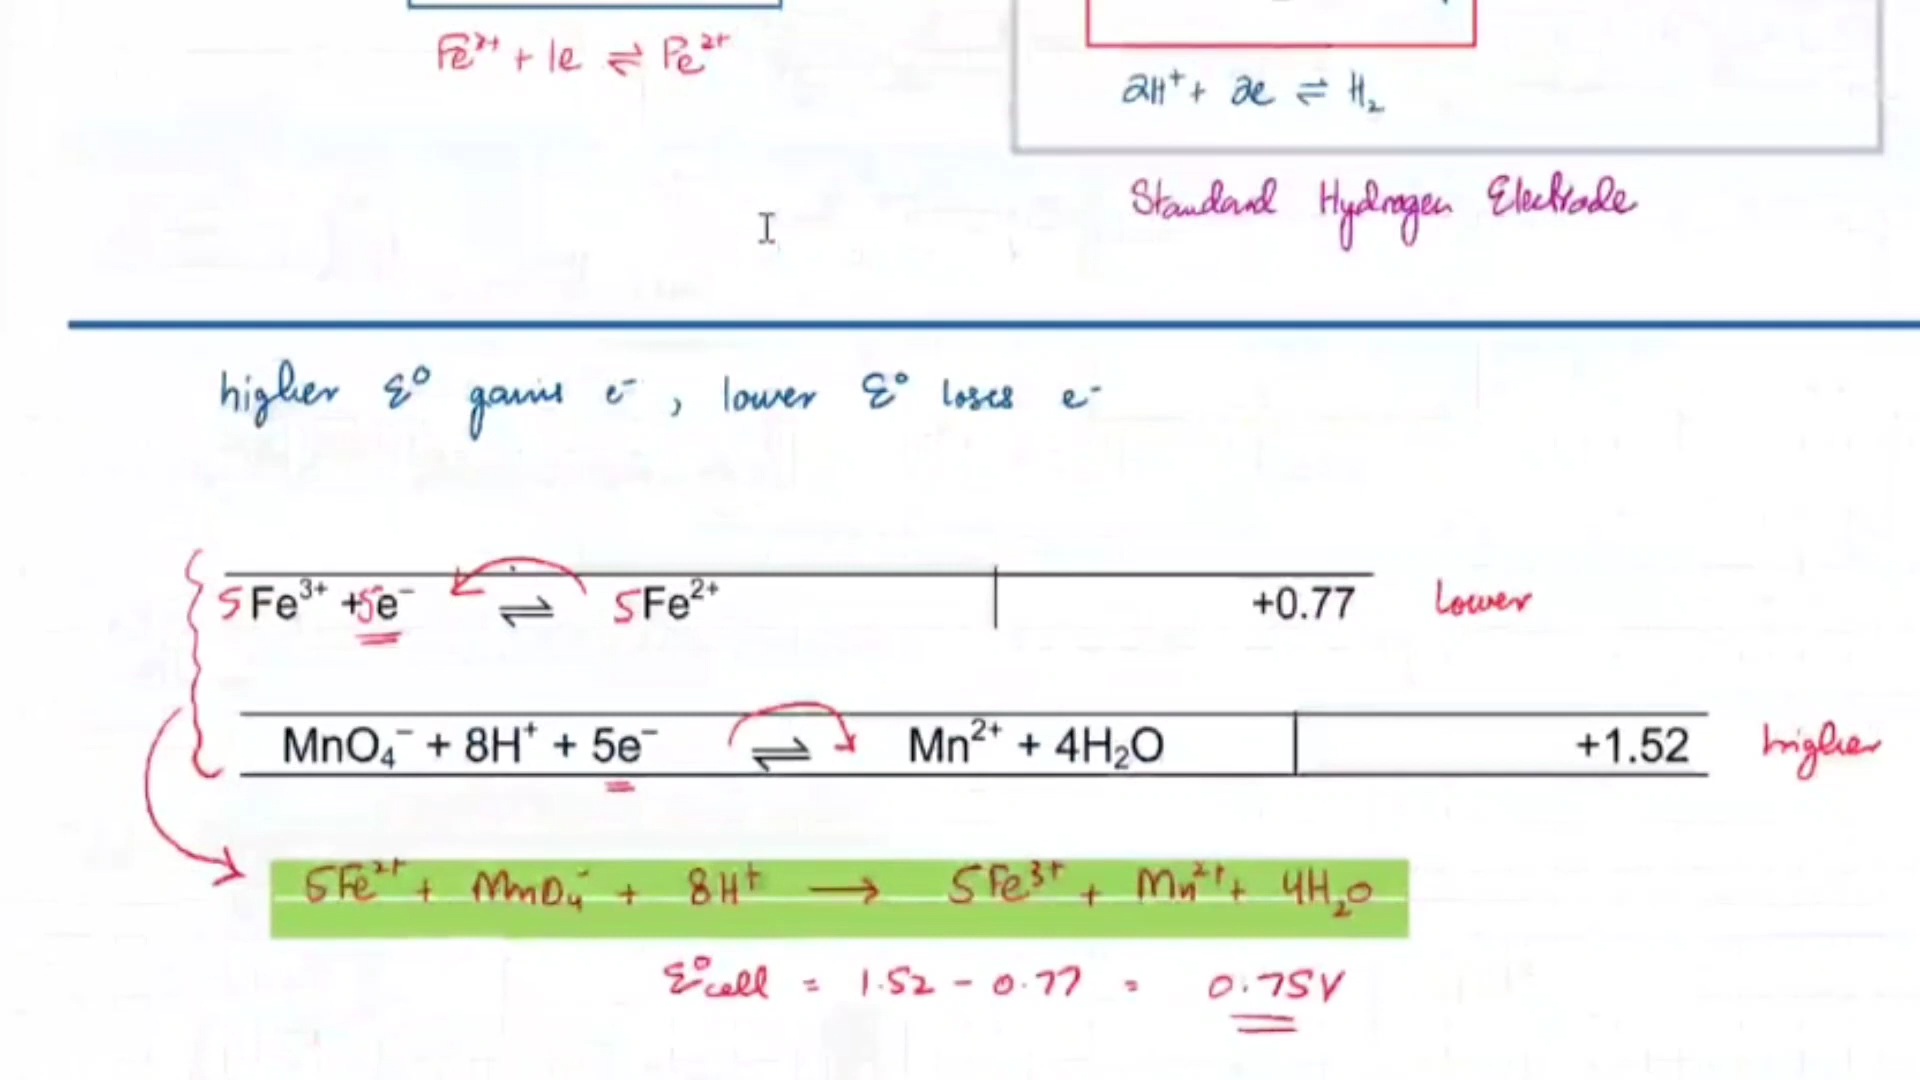 Fe³⁺ + 1e ⇌ Fe²⁺
2H⁺ + 2e ⇌ H₂
Standard Hydrogen Electrode
higher ε° gains e⁻, lower ε° loses e⁻
5Fe³⁺ +5e⁻ ⇌ 5Fe²⁺ +0.77 Lower
MnO₄⁻ + 8H⁺ + 5e⁻ ⇌ Mn²⁺ + 4H₂O +1.52 higher
5Fe²⁺ + MnO₄⁻ + 8H⁺ → 5Fe³⁺ + Mn²⁺ + 4H₂O
ε°cell = 1.52 - 0.77 = 0.75V